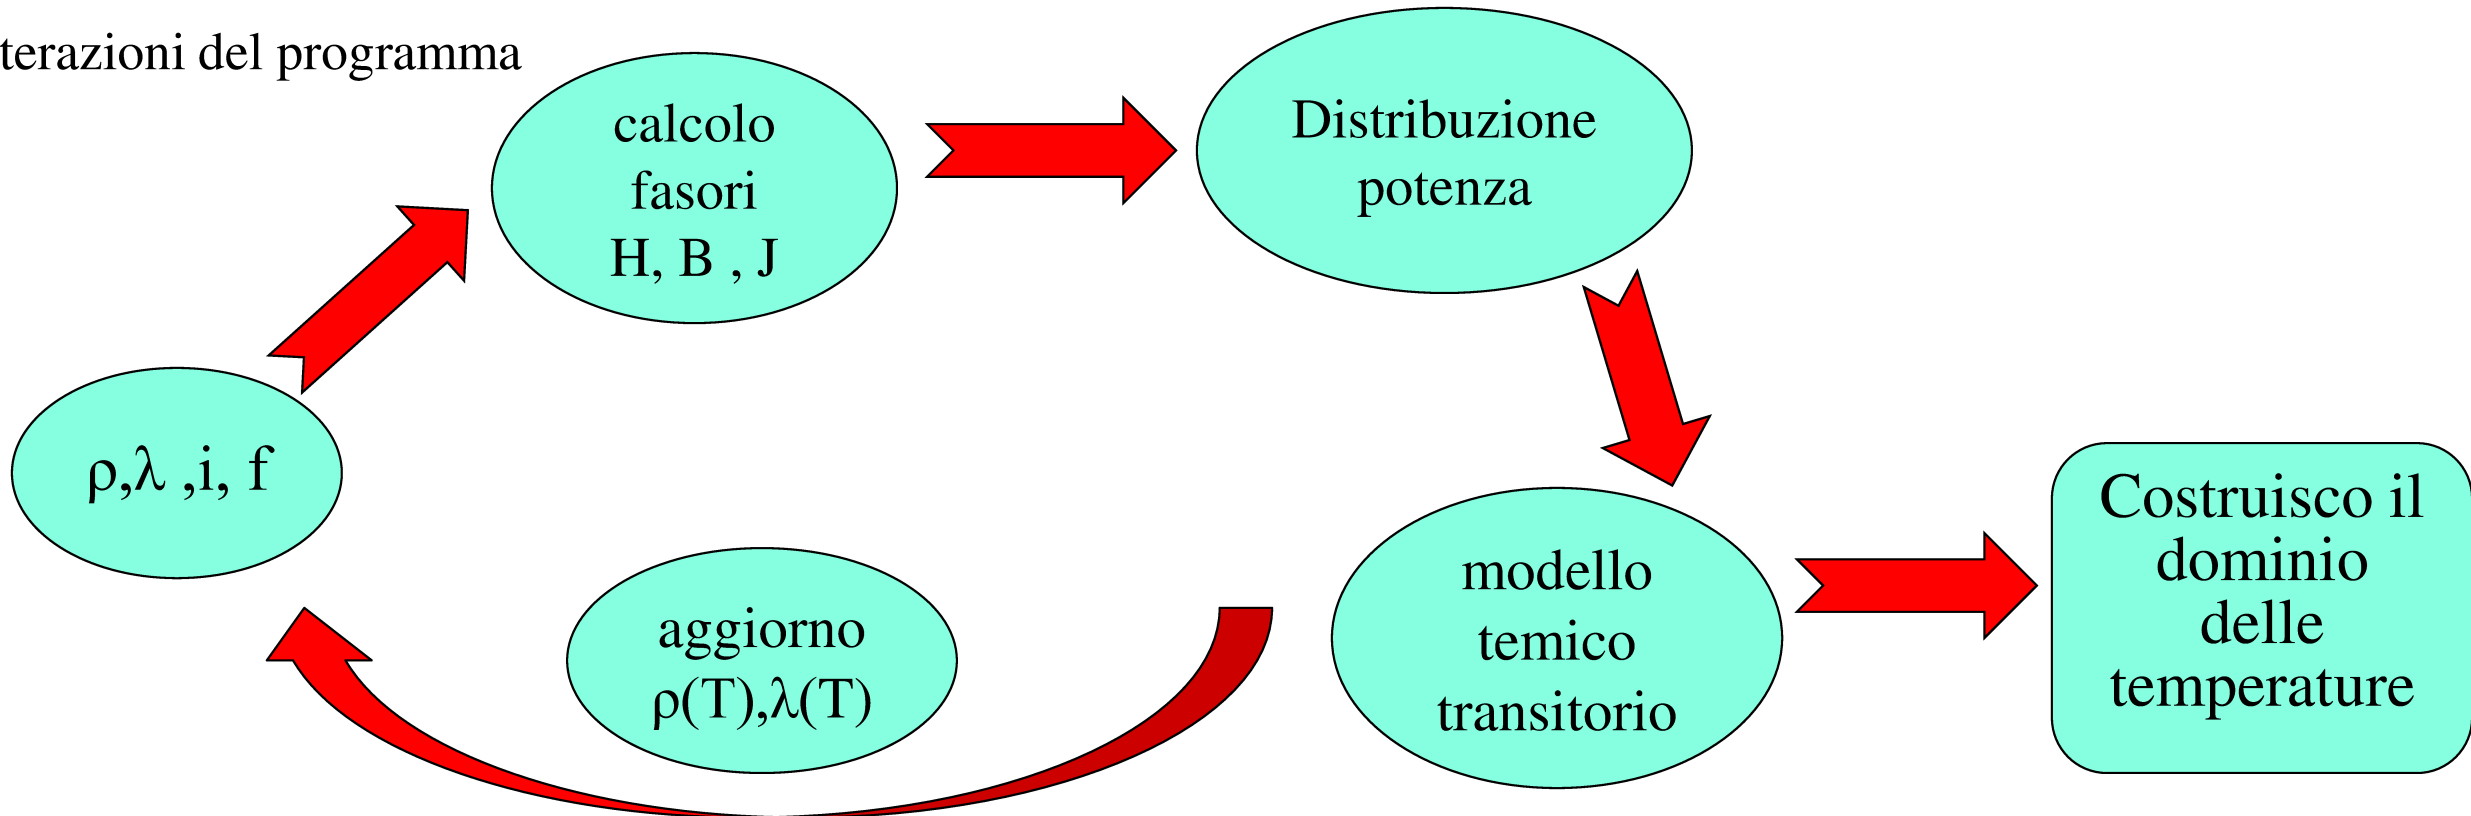 terazioni del programma
calcolo
fasori
H, B , J
Distribuzione
potenza
ρ,λ ,i, f
aggiorno
ρ(T),λ(T)
modello
temico
transitorio
Costruisco il
dominio
delle
temperature